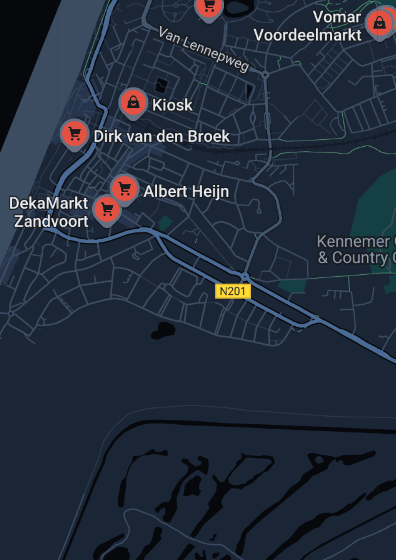 Vomar
Voordeelmarkt
Van Lennepweg
Kiosk
Dirk van den Broek
Albert Heijn
DekaMarkt
Zandvoort
Kennemer
& Country
N201